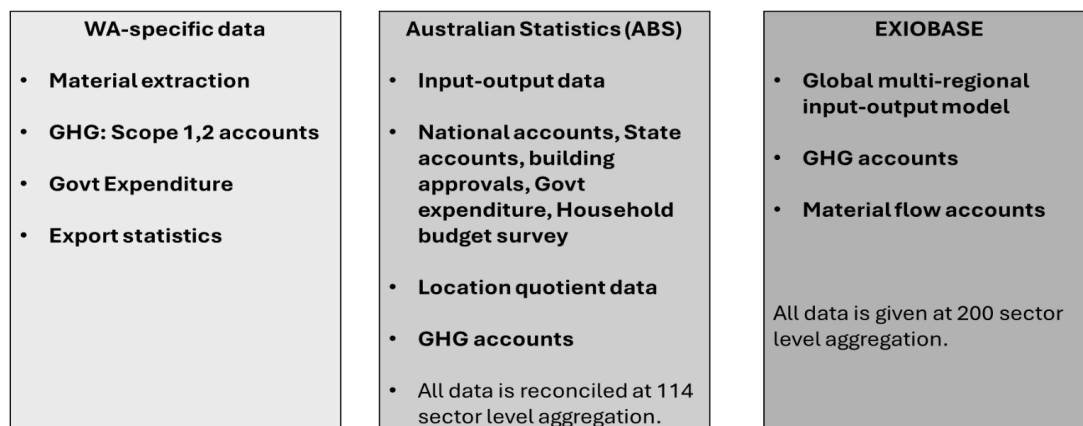 WA-specific data
• Material extraction
• GHG: Scope 1,2 accounts
• Govt Expenditure
• Export statistics
Australian Statistics (ABS)
• Input-output data
• National accounts, State
accounts, building
approvals, Govt
expenditure, Household
budget survey
• Location quotient data
• GHG accounts
• All data is reconciled at 114
sector level aggregation.
EXIOBASE
• Global multi-regional
input-output model
• GHG accounts
• Material flow accounts
All data is given at 200 sector
level aggregation.